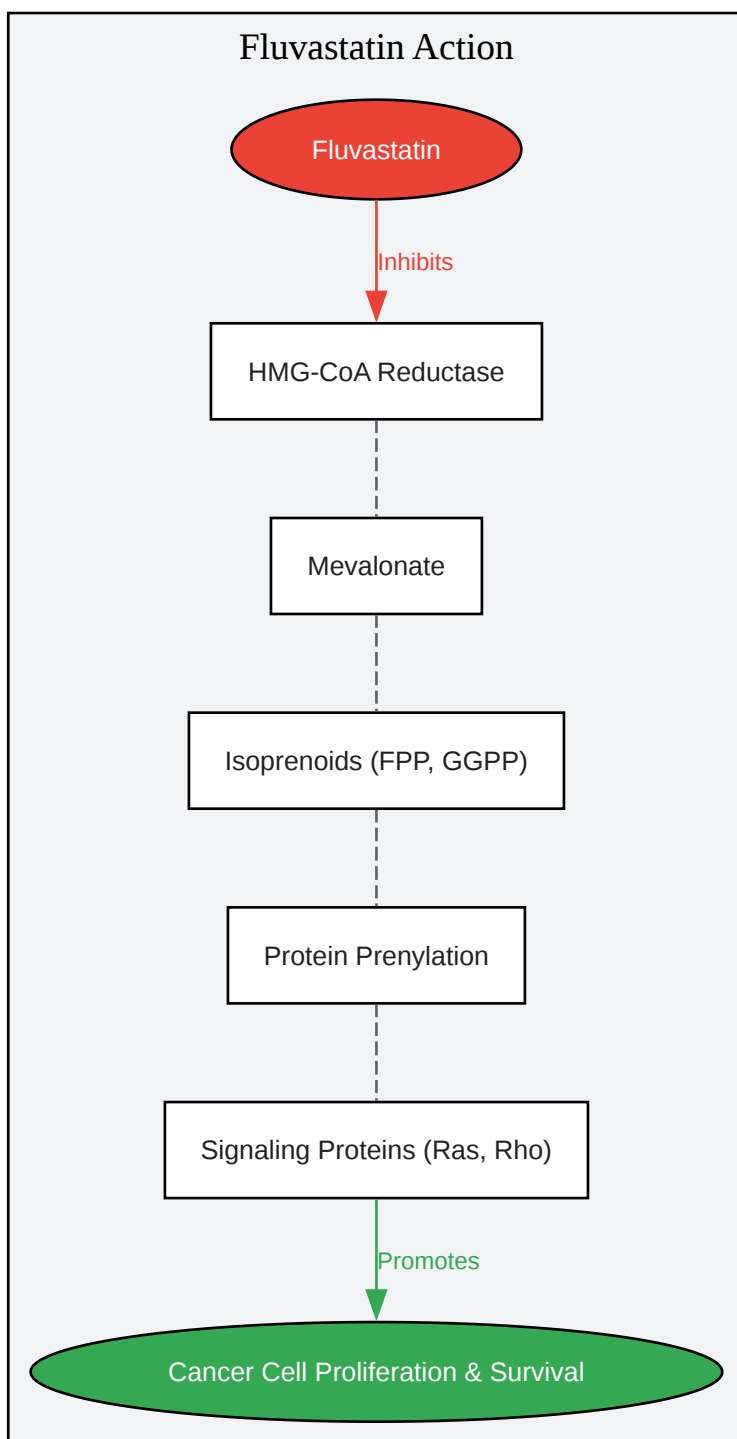 Fluvastatin Action
Fluvastatin
Inhibits
HMG-CoA Reductase
Mevalonate
Isoprenoids (FPP, GGPP)
Protein Prenylation
Signaling Proteins (Ras, Rho)
Promotes
Cancer Cell Proliferation & Survival